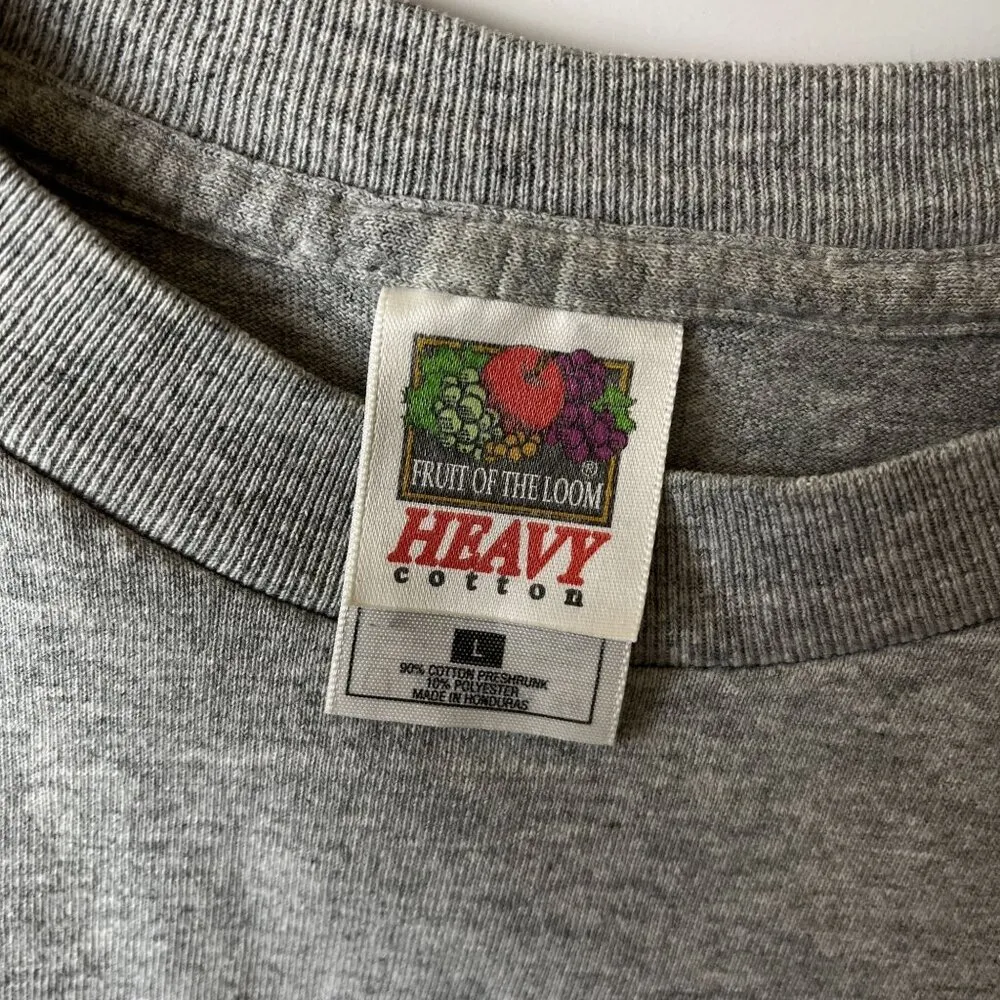 FRUIT OF THE LOOM ®
HEAVY
cotton
L
90% COTTON PRESHRUNK
10% POLYESTER
MADE IN HONDURAS